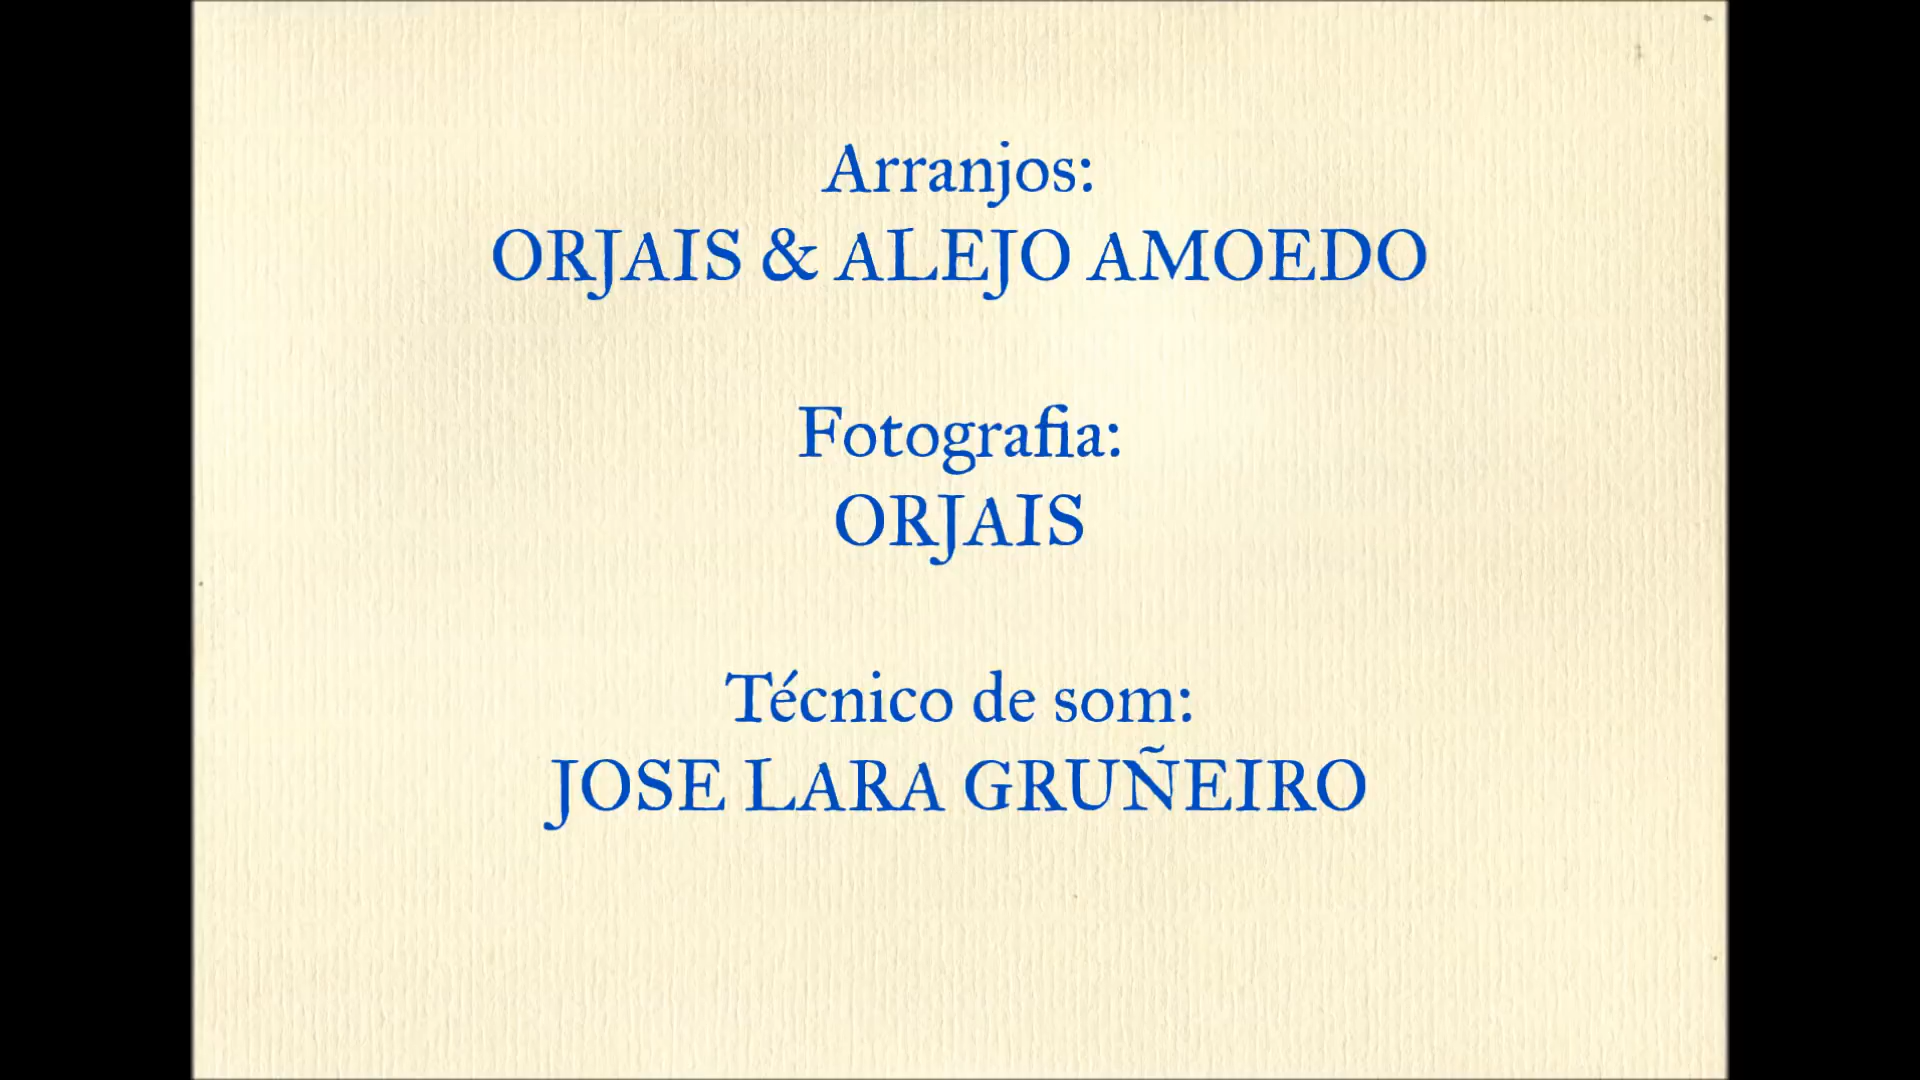 Arranjos:
ORJAIS & ALEJO AMOEDO
Fotografia:
ORJAIS
Técnico de som:
JOSE LARA GRUÑEIRO